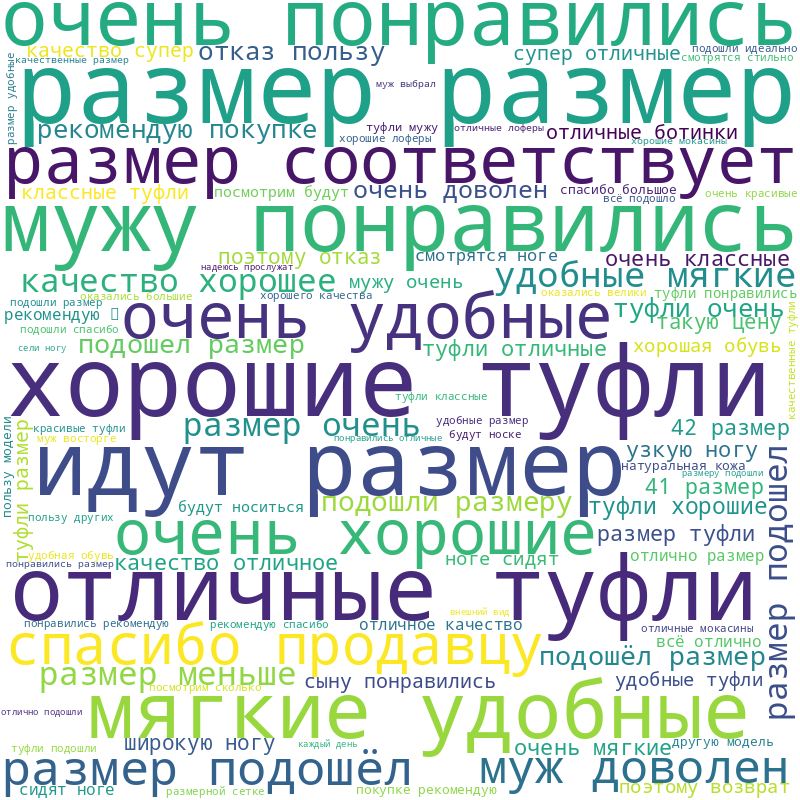 очень понравились
качество супер
отказ пользу
супер отличные
подошли идеально
качественные размер
смотрятся стильно
размер удобные
размер размер
муж выбрал
рекомендую покупке
туфли мужу
отличные лоферы
отличные ботинки
хорошие лоферы
хорошие мокасины
размер соответствует
классные туфли
посмотрим будут
очень доволен
спасибо большое
всё подошло
очень красивые
мужу понравились
поэтому отказ
смотрятся ноге
очень классные
надеюсь прослужат
качество хорошее
мужу очень
удобные мягкие
оказались большие
хорошего качества
оказались велики
туфли понравились
подошли размер
рекомендую
очень удобные
туфли очень
такую цену
подошли спасибо
качественные туфли
сели ногу
подошел размер
туфли отличные
хорошая обувь
хорошие туфли
туфли классные
размер очень
удобные размер
будут носке
42 размер
красивые туфли
муж восторге
понравились отличные
идут размер
узкую ногу
натуральная кожа
размеру подошли
пользу модели
туфли размер
41 размер
размер подошел
будут носиться
подошли размеру
туфли хорошие
пользу других
очень хорошие
размер туфли
удобная обувь
понравились размер
качество отличное
ноге сидят
отлично размер
отличные туфли
внешний вид
понравились рекомендую
рекомендую спасибо
отличное качество
отличные мокасины
всё отлично
спасибо продавцу
подошёл размер
размер меньше
посмотрим сколько
сыну понравились
удобные туфли
мягкие удобные
отлично подошли
туфли подошли
широкую ногу
каждый день
очень мягкие
другую модель
размер подошёл
муж доволен
сидят ноге
размерной сетке
покупке рекомендую
поэтому возврат